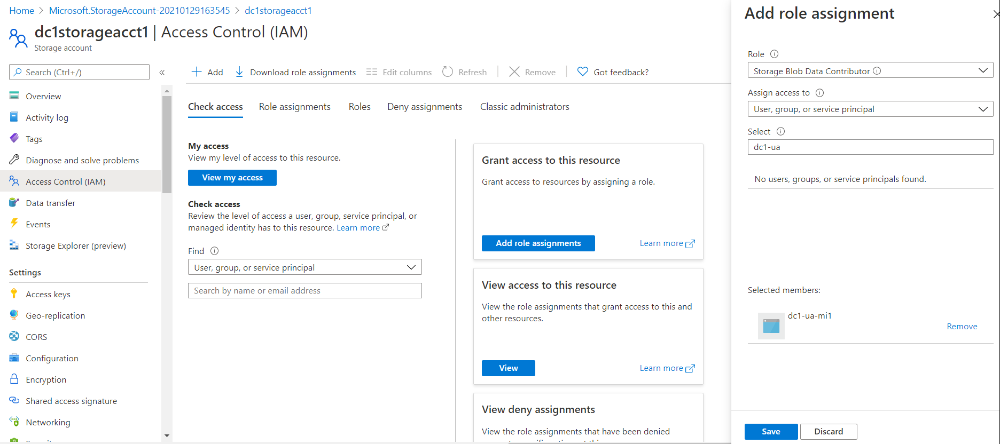 Home > Microsoft.StorageAccount-20210129163545 > dc1storageacct1
dc1storageacct1 | Access Control (IAM)
Storage account
Search (Ctrl+/)
«
Overview
Activity log
Tags
Diagnose and solve problems
Access Control (IAM)
Data transfer
Events
Storage Explorer (preview)
Settings
Access keys
Geo-replication
CORS
Configuration
Encryption
Shared access signature
Networking
Add
Download role assignments
Edit columns
Refresh
Remove
Got feedback?
Check access
Role assignments
Roles
Deny assignments
Classic administrators
My access
View my level of access to this resource.
View my access
Check access
Review the level of access a user, group, service principal, or
managed identity has to this resource. Learn more
Find
User, group, or service principal
Search by name or email address
Grant access to this resource
Grant access to resources by assigning a role.
Add role assignments
Learn more
View access to this resource
View the role assignments that grant access to this and
other resources.
View
Learn more
View deny assignments
View the role assignments that have been denied
Add role assignment
Role
Storage Blob Data Contributor
Assign access to
User, group, or service principal
Select
dc1-ua
No users, groups, or service principals found.
Selected members:
dc1-ua-mi1
Remove
Save
Discard